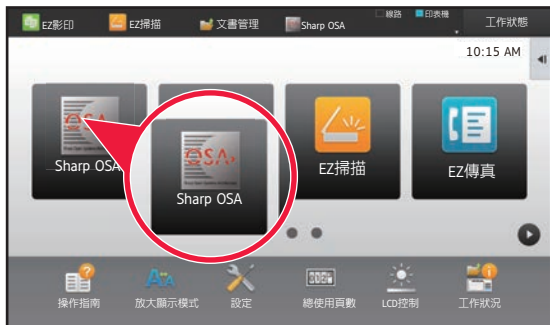 EZ影印 EZ掃描 文書管理 Sharp OSA 線路 印表機 工作狀態
10:15 AM
Sharp OSA EZ掃描 EZ傳真
OSA
Sharp OSA
操作指南 放大顯示模式 設定 總使用頁數 LCD控制 工作狀況